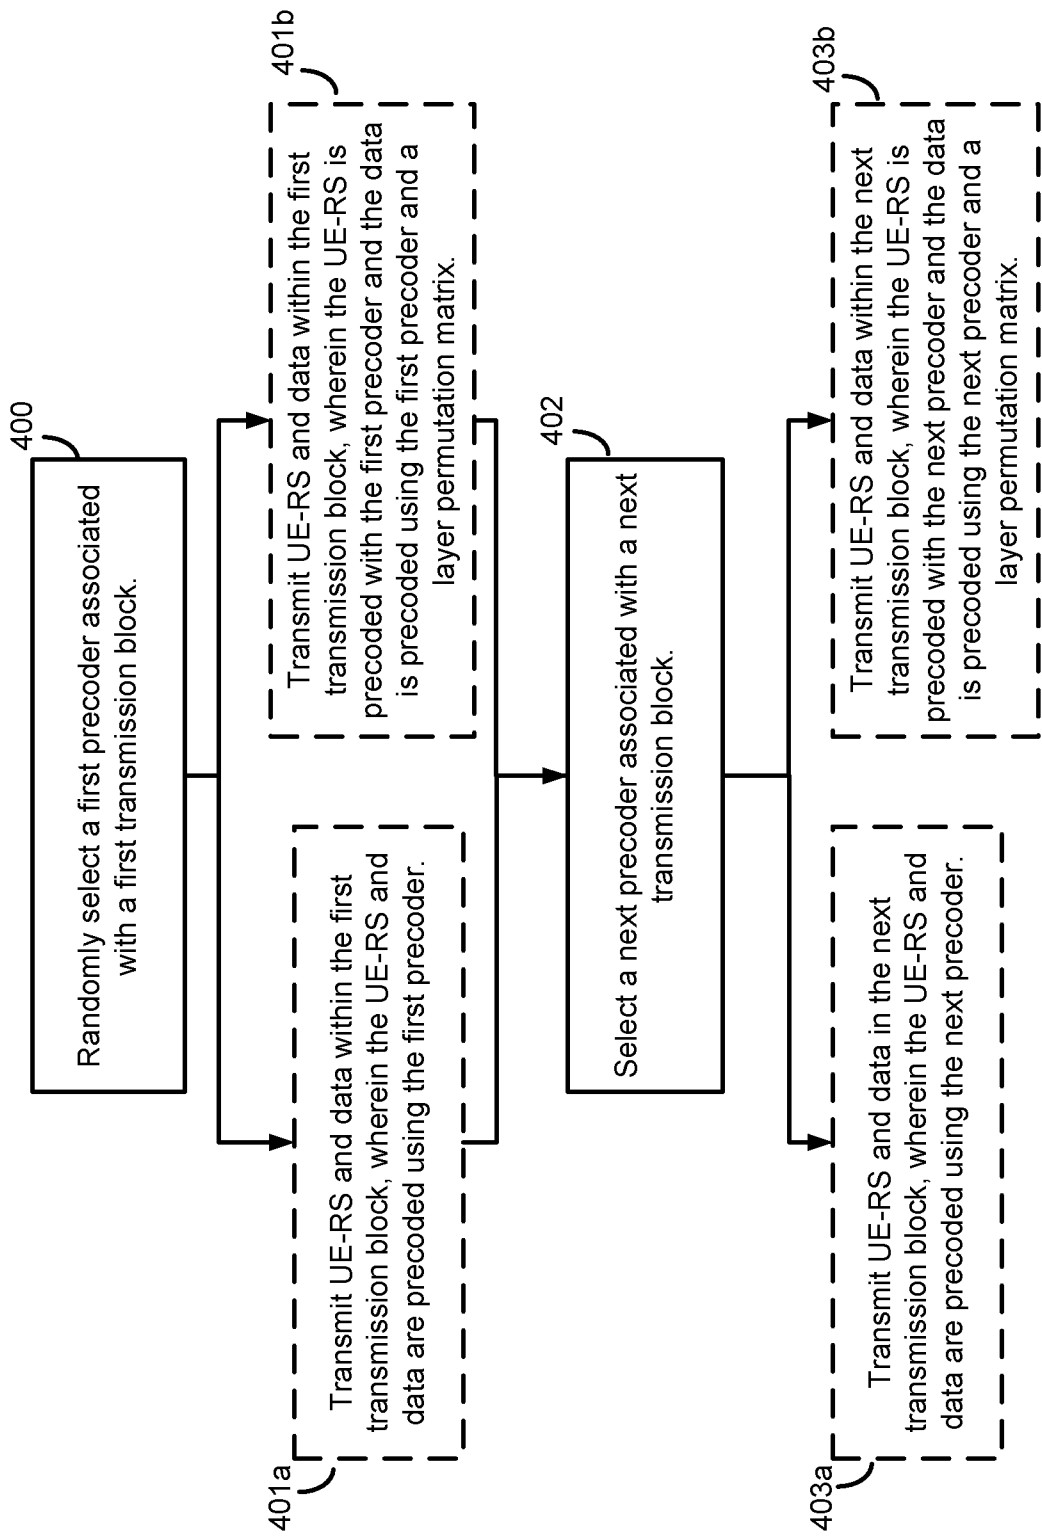 400
Randomly select a first precoder associated
with a first transmission block.
401a
Transmit UE-RS and data within the first
transmission block, wherein the UE-RS and
data are precoded using the first precoder.
401b
Transmit UE-RS and data within the first
transmission block, wherein the UE-RS is
precoded with the first precoder and the data
is precoded using the first precoder and a
layer permutation matrix.
402
Select a next precoder associated with a next
transmission block.
403a
Transmit UE-RS and data in the next
transmission block, wherein the UE-RS and
data are precoded using the next precoder.
403b
Transmit UE-RS and data within the next
transmission block, wherein the UE-RS is
precoded with the next precoder and the data
is precoded using the next precoder and a
layer permutation matrix.